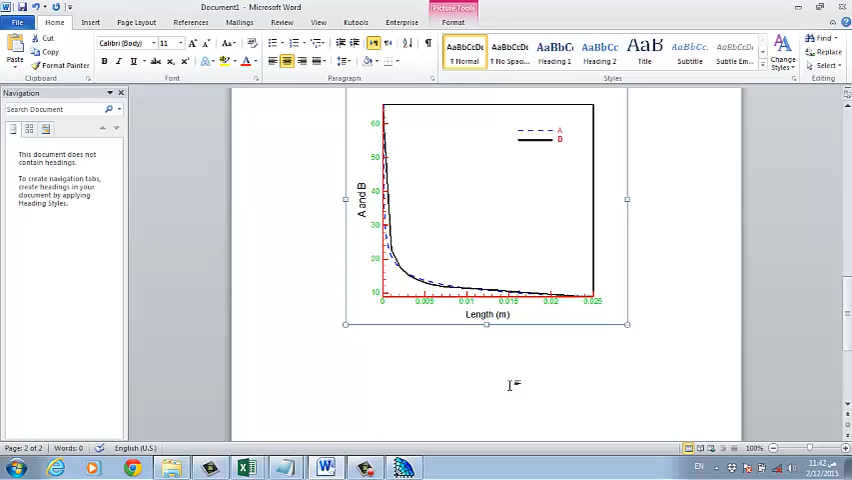 Document1 - Microsoft Word
Picture Tools
File Home Insert Page Layout References Mailings Review View Kutools Enterprise Format
Paste
Cut
Copy
Format Painter
Clipboard
Calibri (Body) 11
Font
Paragraph
AaBbCcDc AaBbCcDc AaBbC AaBbCc AaB AaBbCc. AaBbCcDc
¶ Normal ¶ No Spaci... Heading 1 Heading 2 Title Subtitle Subtle Em...
Change
Styles
Styles
Find
Replace
Select
Editing
Navigation
Search Document
This document does not
contain headings.
To create navigation tabs,
create headings in your
document by applying
Heading Styles.
A and B
60
50
40
30
20
10
A
B
0 0.005 0.01 0.015 0.02 0.025
Length (m)
Page: 2 of 2 Words: 0 English (U.S.)
100%
EN
11:42 ص
2/12/2015